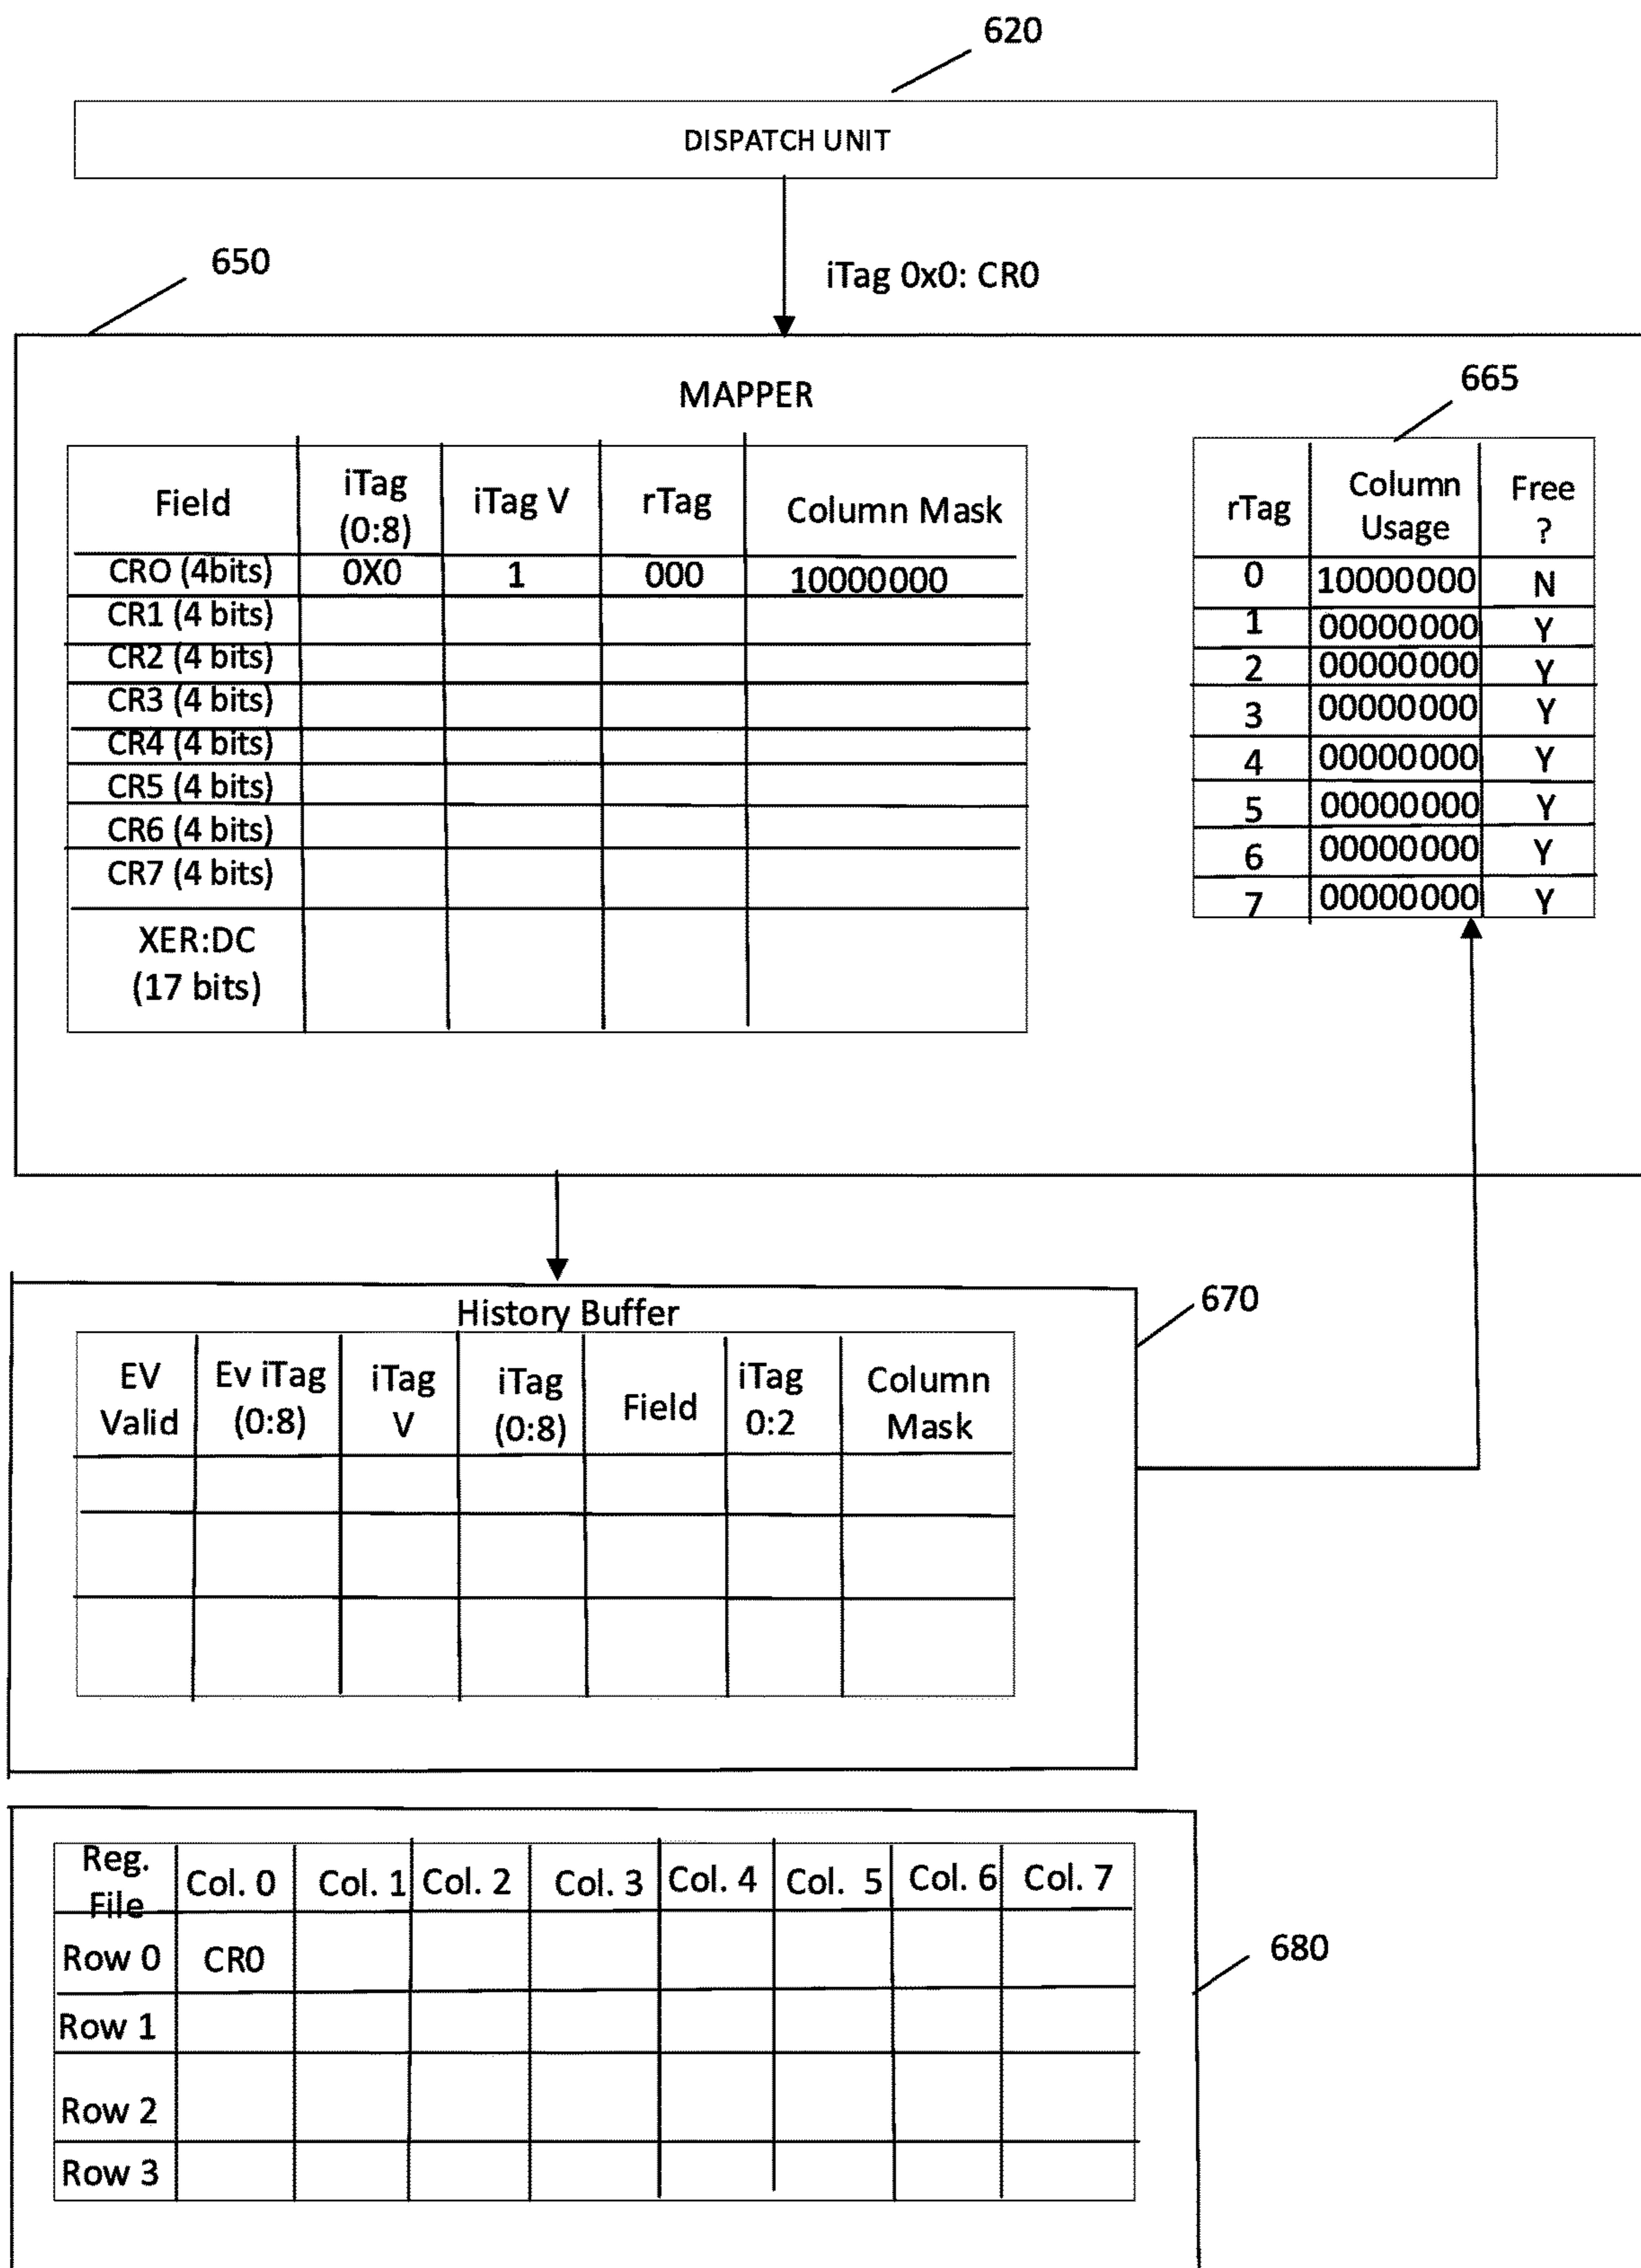 620
DISPATCH UNIT
650
iTag 0x0: CR0
MAPPER
665
Field iTag (0:8) iTag V rTag Column Mask
CRO (4bits) 0X0 1 000 10000000
CR1 (4 bits)
CR2 (4 bits)
CR3 (4 bits)
CR4 (4 bits)
CR5 (4 bits)
CR6 (4 bits)
CR7 (4 bits)
XER:DC
(17 bits)
rTag Column Usage Free ?
0 10000000 N
1 00000000 Y
2 00000000 Y
3 00000000 Y
4 00000000 Y
5 00000000 Y
6 00000000 Y
7 00000000 Y
History Buffer
670
EV Valid Ev iTag (0:8) iTag V iTag (0:8) Field iTag 0:2 Column Mask
Reg. File Col. 0 Col. 1 Col. 2 Col. 3 Col. 4 Col. 5 Col. 6 Col. 7
Row 0 CR0
680
Row 1
Row 2
Row 3